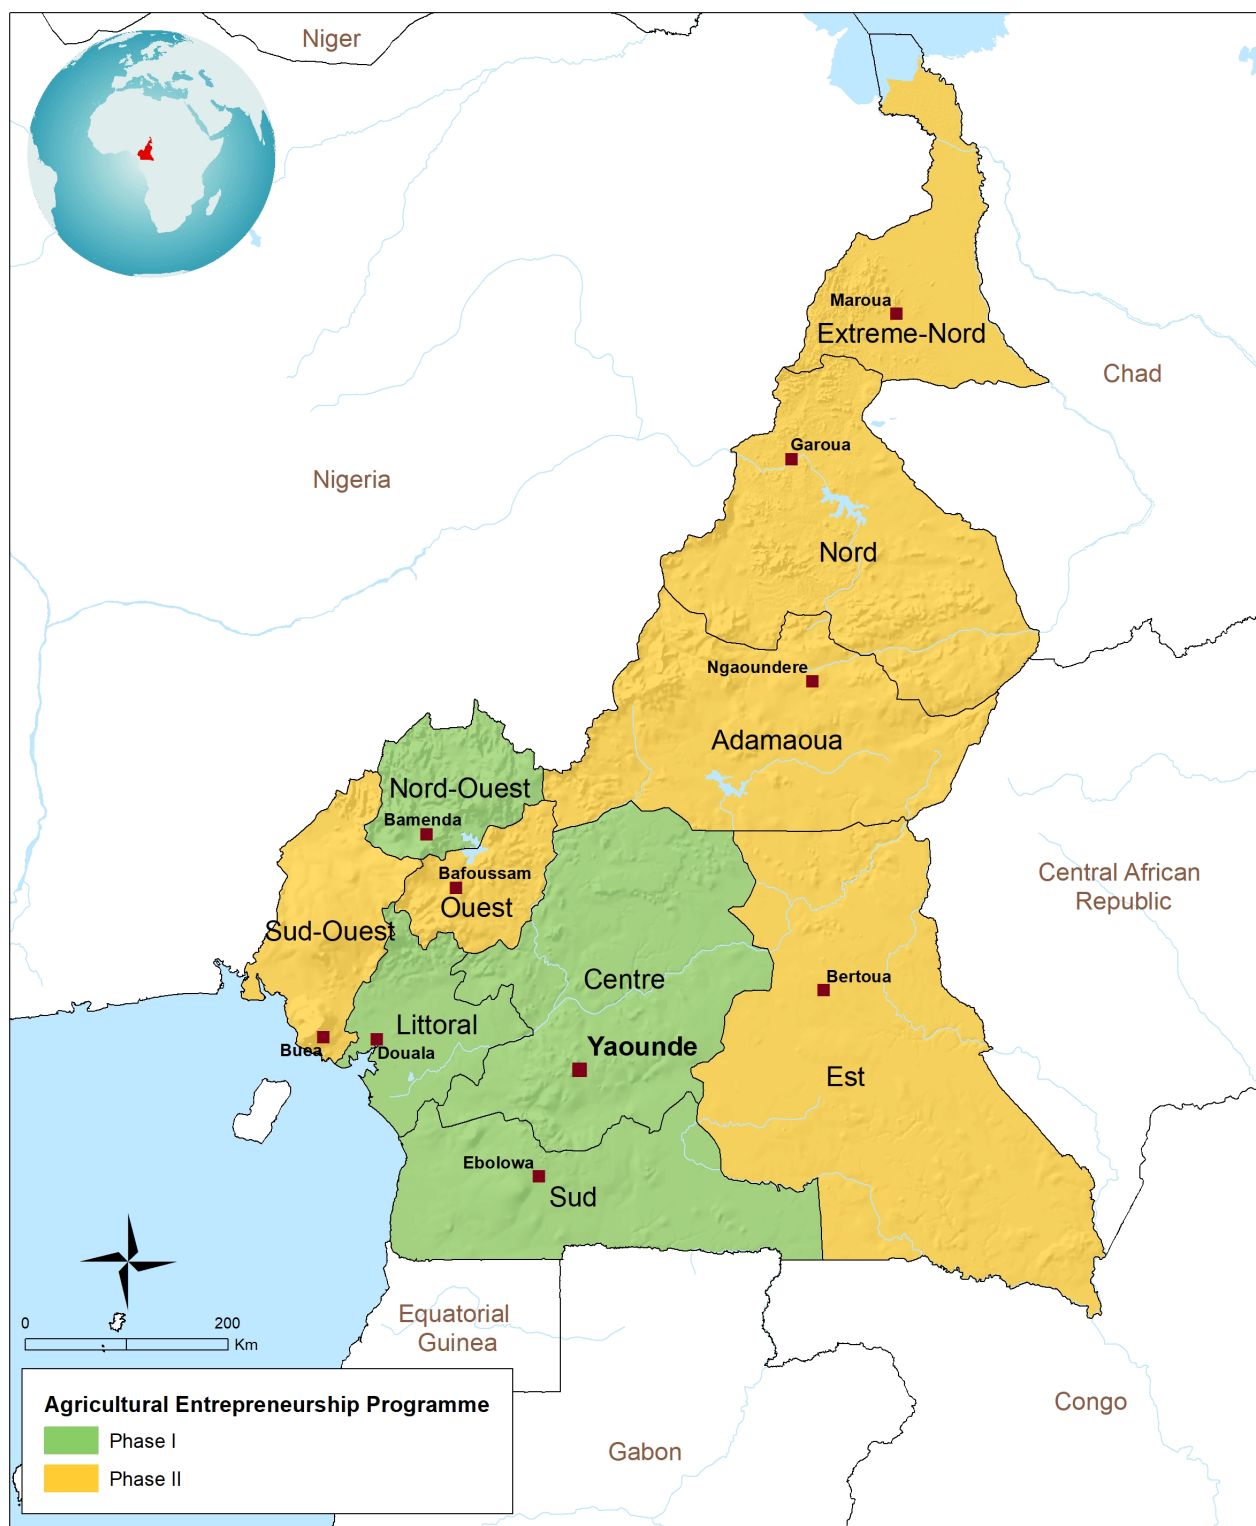 Niger
Maroua
Extreme-Nord
Chad
Garoua
Nigeria
Nord
Ngaoundere
Adamaoua
Nord-Ouest
Bamenda
Bafoussam
Ouest
Central African
Republic
Sud-Ouest
Centre
Bertoua
Littoral
Buea
Douala
Yaounde
Est
Ebolowa
Sud
Equatorial
Guinea
0 200
Km
Agricultural Entrepreneurship Programme
Phase I
Phase II
Gabon
Congo